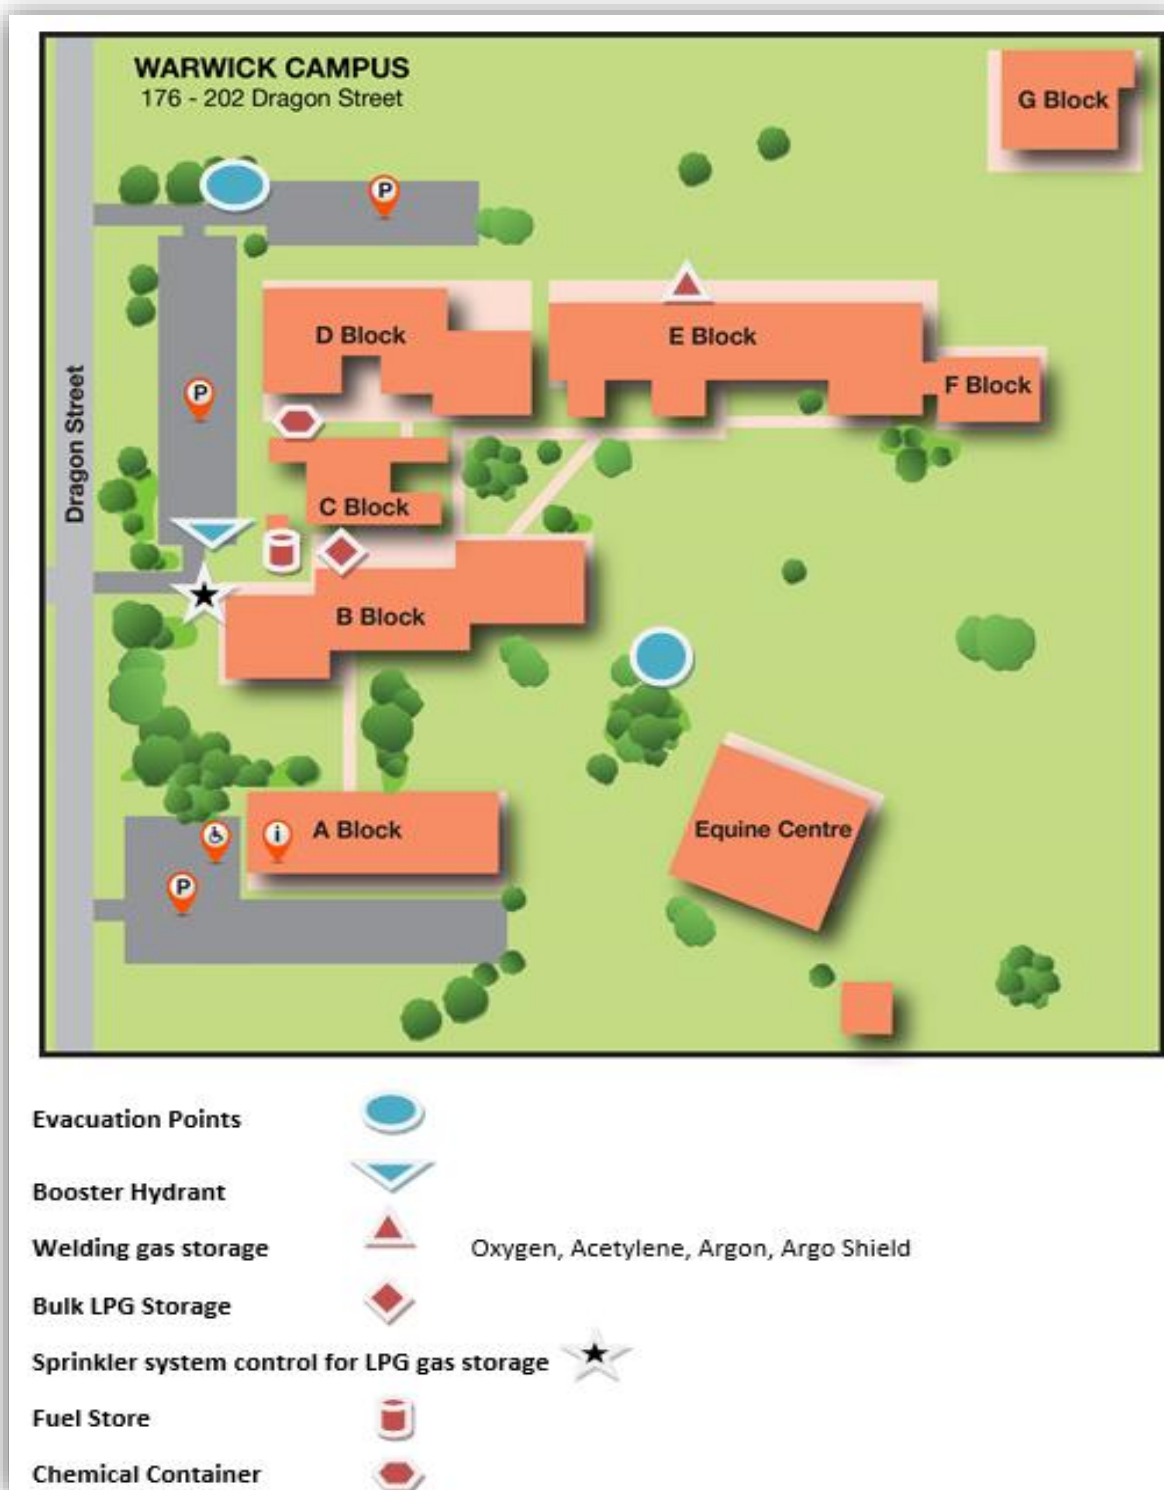 WARWICK CAMPUS
176 - 202 Dragon Street
G Block
P
D Block
E Block
F Block
P
Dragon Street
C Block
B Block
A Block
i
Equine Centre
P
Evacuation Points
Booster Hydrant
Welding gas storage Oxygen, Acetylene, Argon, Argo Shield
Bulk LPG Storage
Sprinkler system control for LPG gas storage
Fuel Store
Chemical Container